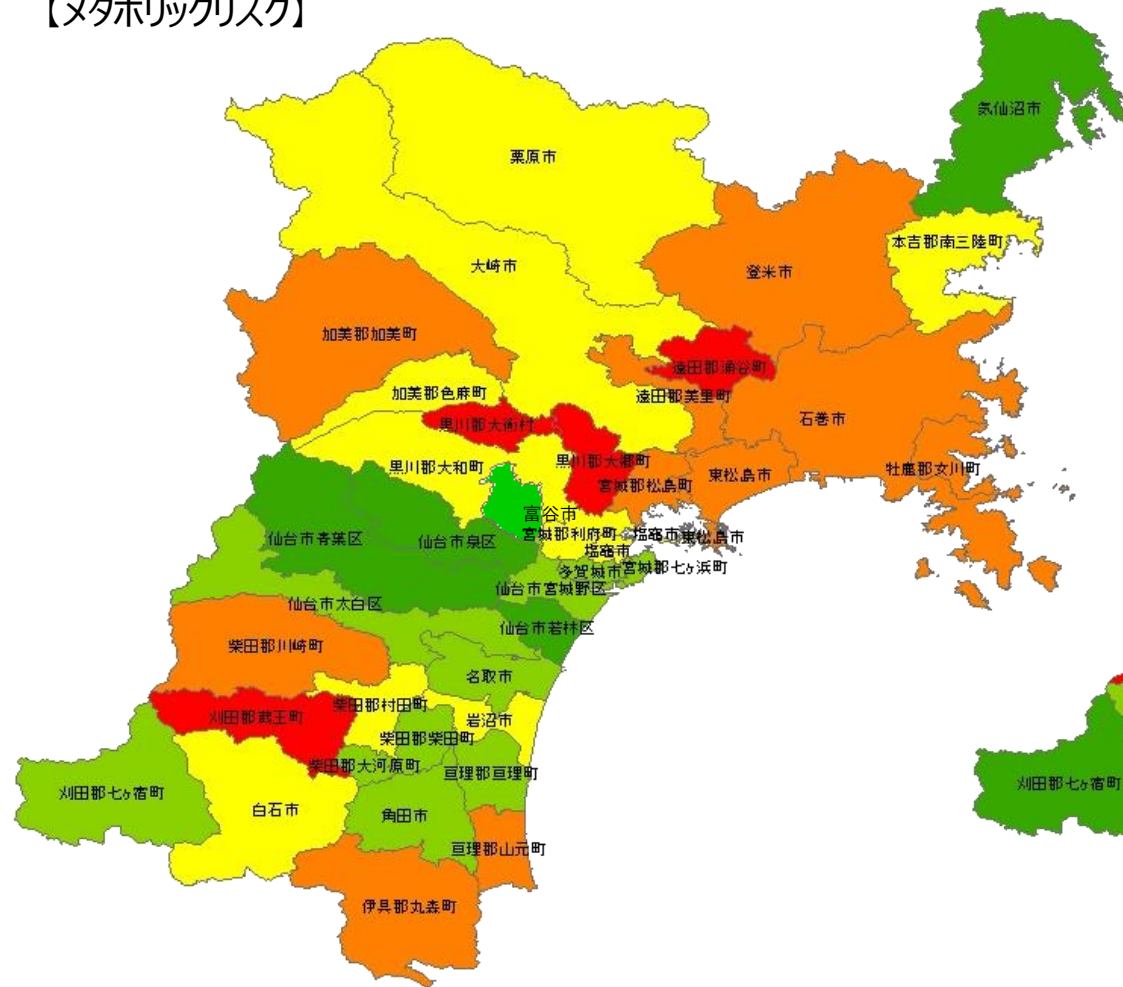 【メタボリックリスク】
気仙沼市
栗原市
本吉郡南三陸町
大崎市
登米市
加美郡加美町
遠田郡涌谷町
加美郡色麻町
遠田郡美里町
石巻市
黒川郡大衡村
黒川郡大郷町
黒川郡大和町
東松島市
牡鹿郡女川町
宮城郡松島町
富谷市
宮城郡利府町
塩竈市
東松島市
仙台市青葉区
仙台市泉区
塩竈市
多賀城市
宮城郡七ヶ浜町
仙台市宮城野区
仙台市太白区
仙台市若林区
柴田郡川崎町
名取市
柴田郡村田町
刈田郡蔵王町
岩沼市
柴田郡柴田町
柴田郡大河原町
亘理郡亘理町
刈田郡七ヶ宿町
刈田郡七ヶ宿町
白石市
角田市
亘理郡山元町
伊具郡丸森町